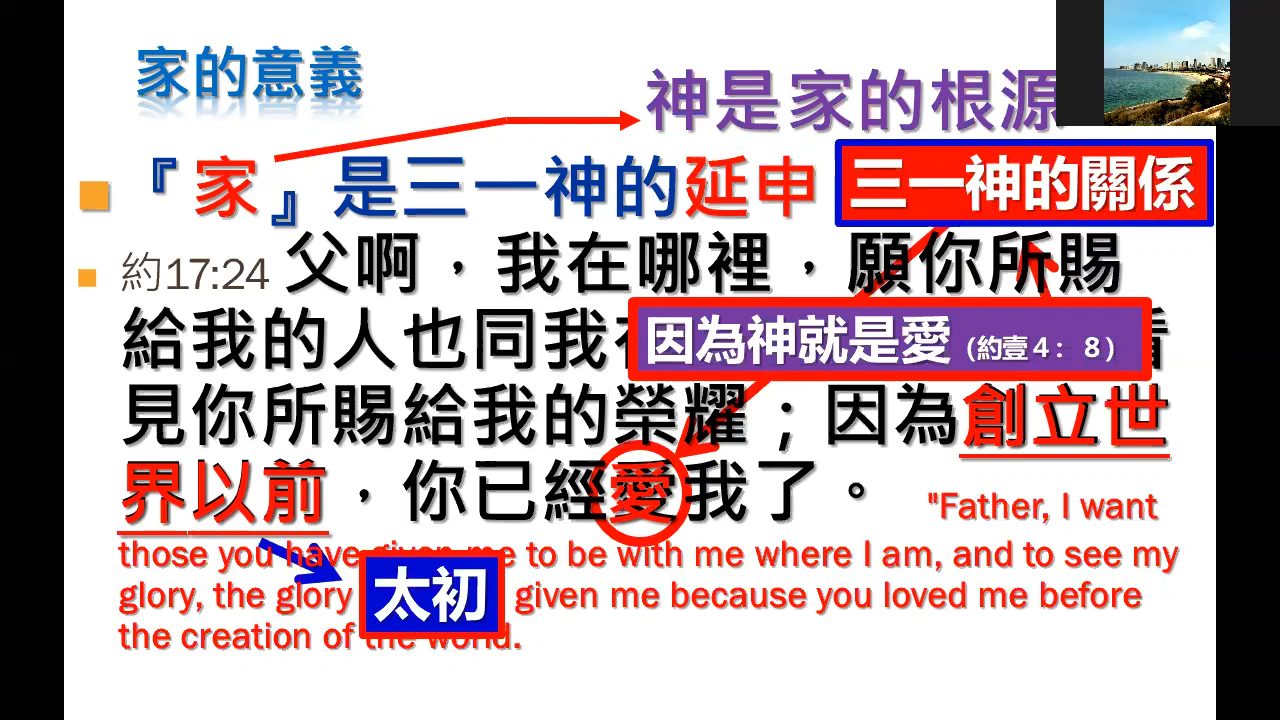 家的意義
神是家的根源
『家』是三一神的延申
三一神的關係
約17:24 父啊，我在哪裡，願你所賜
給我的人也同我
因為神就是愛 (約壹4：8)
見你所賜給我的榮耀；因為創立世
界以前，你已經愛我了。 "Father, I want
those you have given me to be with me where I am, and to see my
glory, the glory given me because you loved me before
太初
the creation of the world.